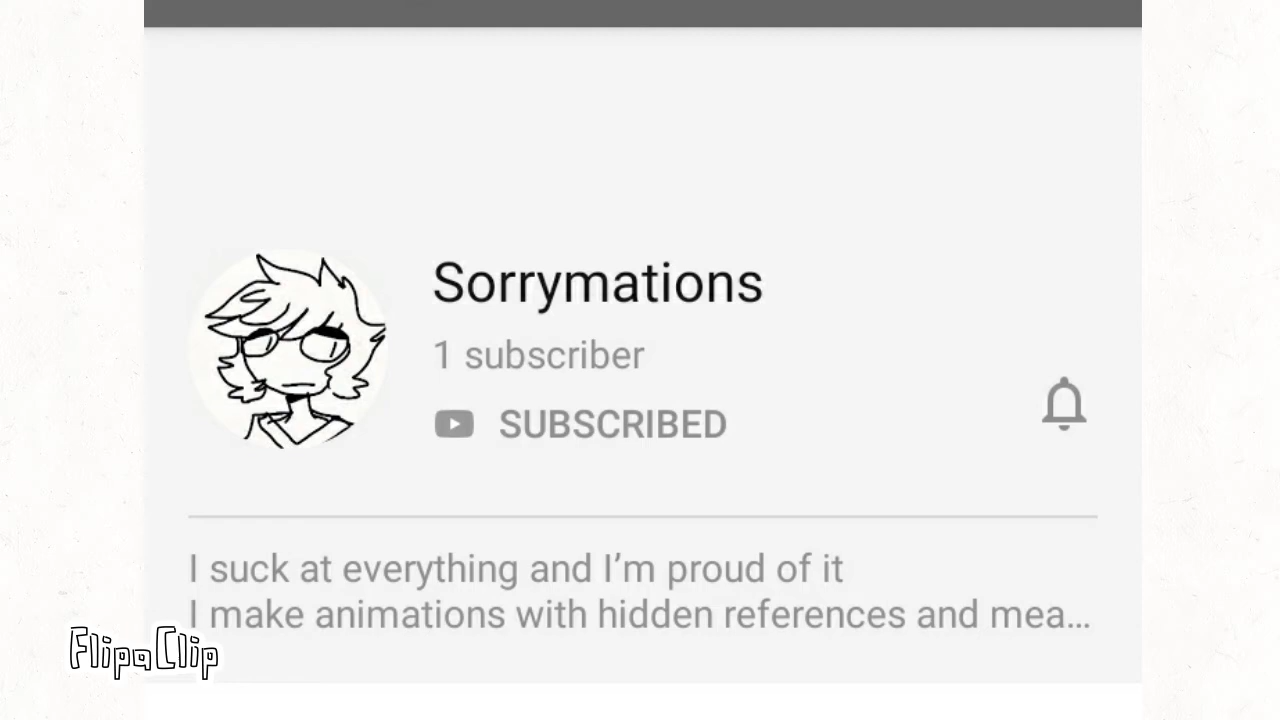 Sorrymations
1 subscriber
SUBSCRIBED
I suck at everything and I’m proud of it
I make animations with hidden references and mea…
FlipaClip